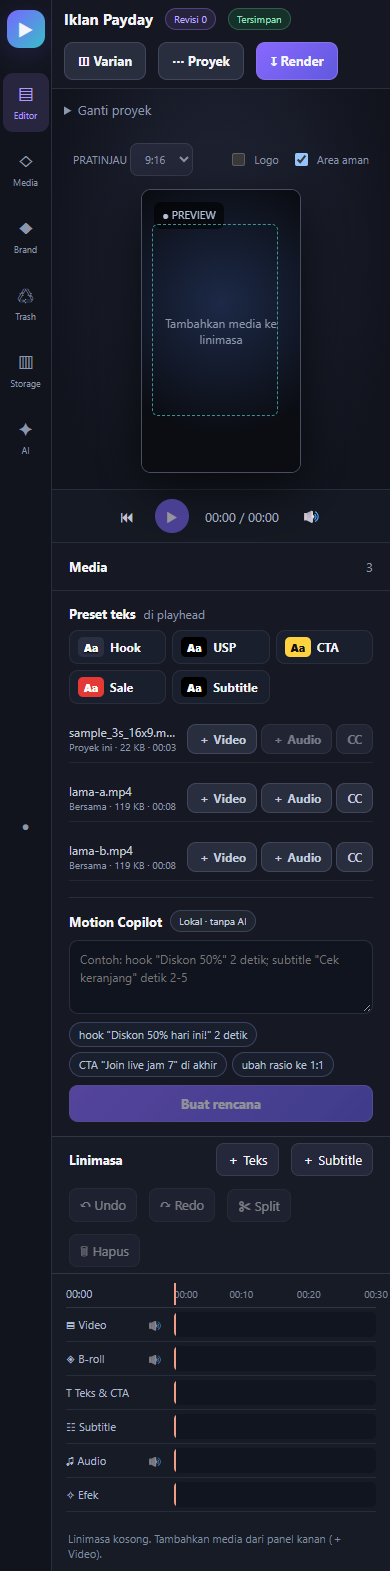 Iklan Payday Revisi 0 Tersimpan
Varian Proyek Render
Editor
Ganti proyek
PRATINJAU 9:16 Logo Area aman
Media
PREVIEW
Brand
Trash
Tambahkan media ke
linimasa
Storage
AI
00:00 / 00:00
Media 3
Preset teks di playhead
Aa Hook Aa USP Aa CTA
Aa Sale Aa Subtitle
sample_3s_16x9.m... + Video + Audio CC
Proyek ini · 22 KB · 00:03
lama-a.mp4 + Video + Audio CC
Bersama · 119 KB · 00:08
lama-b.mp4 + Video + Audio CC
Bersama · 119 KB · 00:08
Motion Copilot Lokal · tanpa AI
Contoh: hook "Diskon 50%" 2 detik; subtitle "Cek
keranjang" detik 2-5
hook "Diskon 50% hari ini!" 2 detik
CTA "Join live jam 7" di akhir ubah rasio ke 1:1
Buat rencana
Linimasa + Teks + Subtitle
Undo Redo Split
Hapus
00:00 00:00 00:10 00:20 00:30
Video
B-roll
T Teks & CTA
Subtitle
Audio
Efek
Linimasa kosong. Tambahkan media dari panel kanan (+
Video).